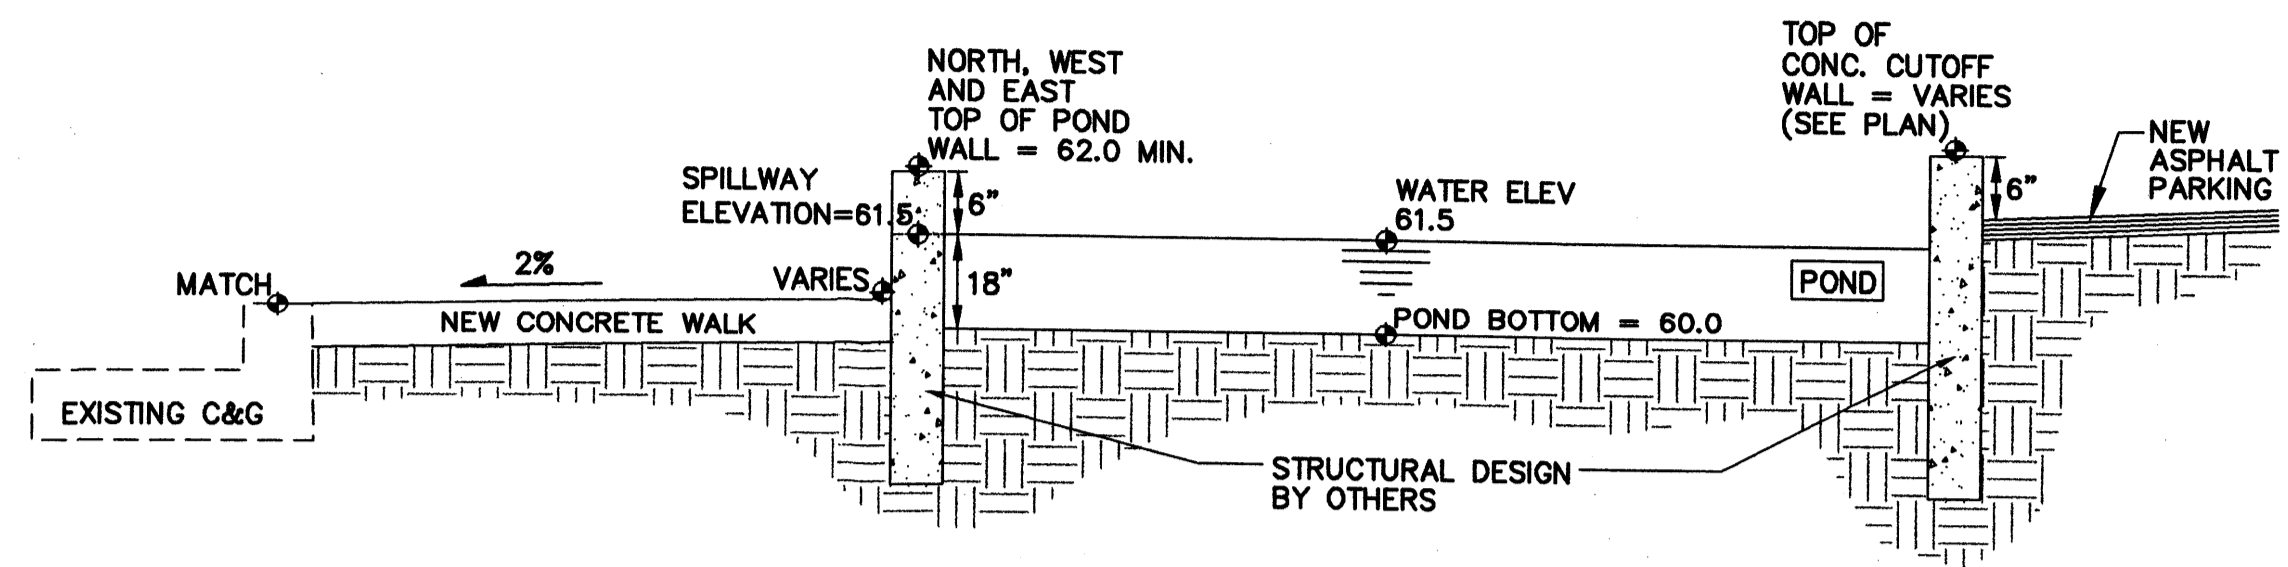 NORTH, WEST
AND EAST
TOP OF POND
WALL = 62.0 MIN.
TOP OF
CONC. CUTOFF
WALL = VARIES
(SEE PLAN)
NEW
ASPHALT
PARKING
SPILLWAY
ELEVATION=61.5
6"
WATER ELEV
61.5
6"
2%
MATCH
VARIES
18"
POND
NEW CONCRETE WALK
POND BOTTOM = 60.0
EXISTING C&G
STRUCTURAL DESIGN
BY OTHERS